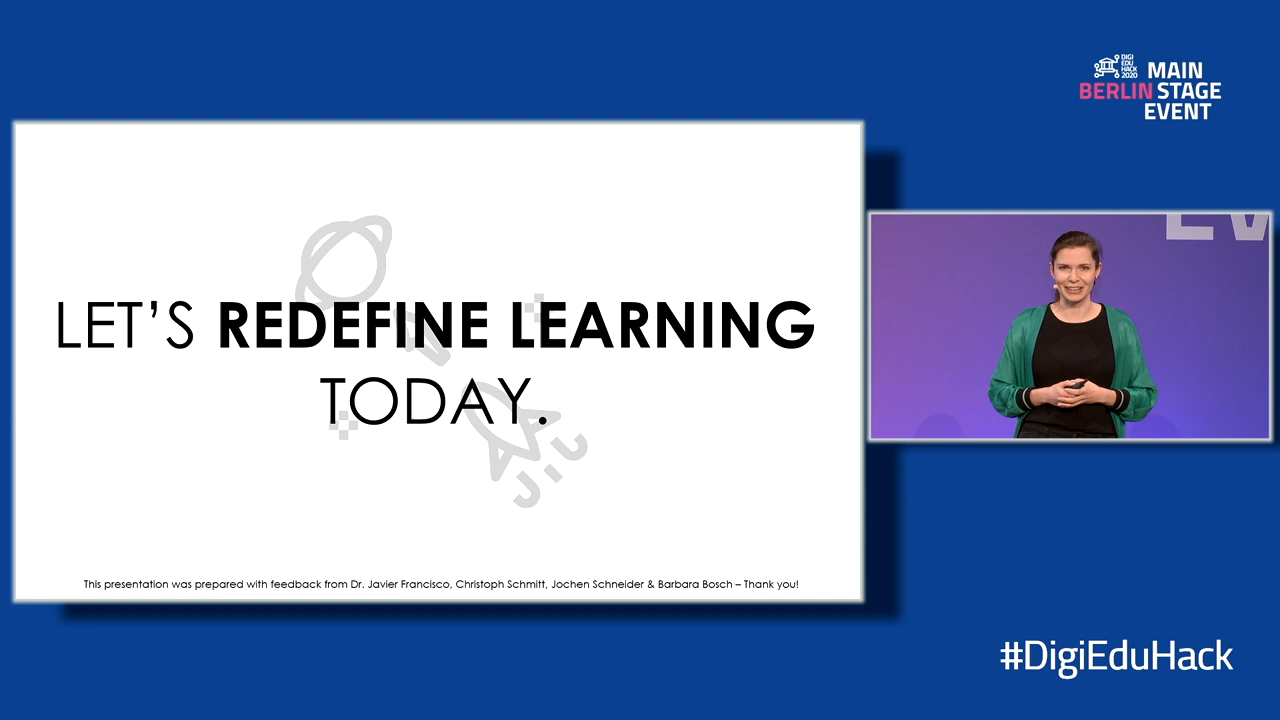 DIGI
EDU
HACK
2020
MAIN
BERLIN STAGE
EVENT
LET'S REDEFINE LEARNING
TODAY.
This presentation was prepared with feedback from Dr. Javier Francisco, Christoph Schmitt, Jochen Schneider & Barbara Bosch – Thank you!
#DigiEduHack